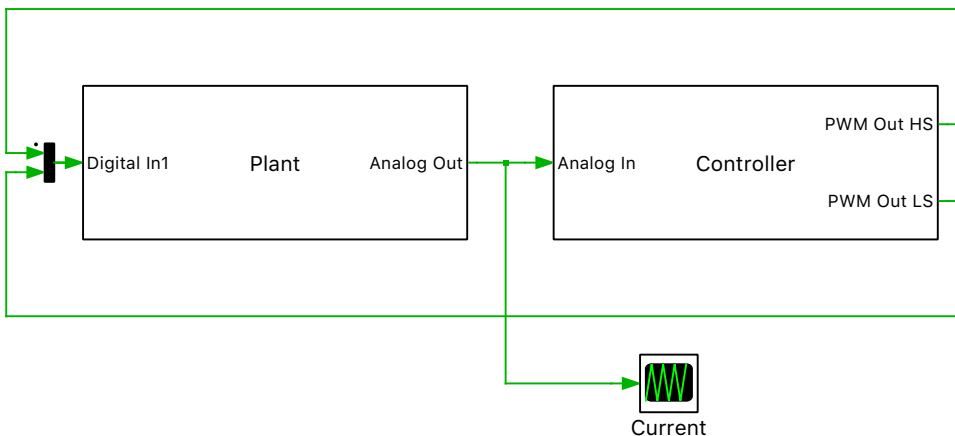 PWM Out HS
Digital In1
Plant
Analog Out
Analog In
Controller
PWM Out LS
Current